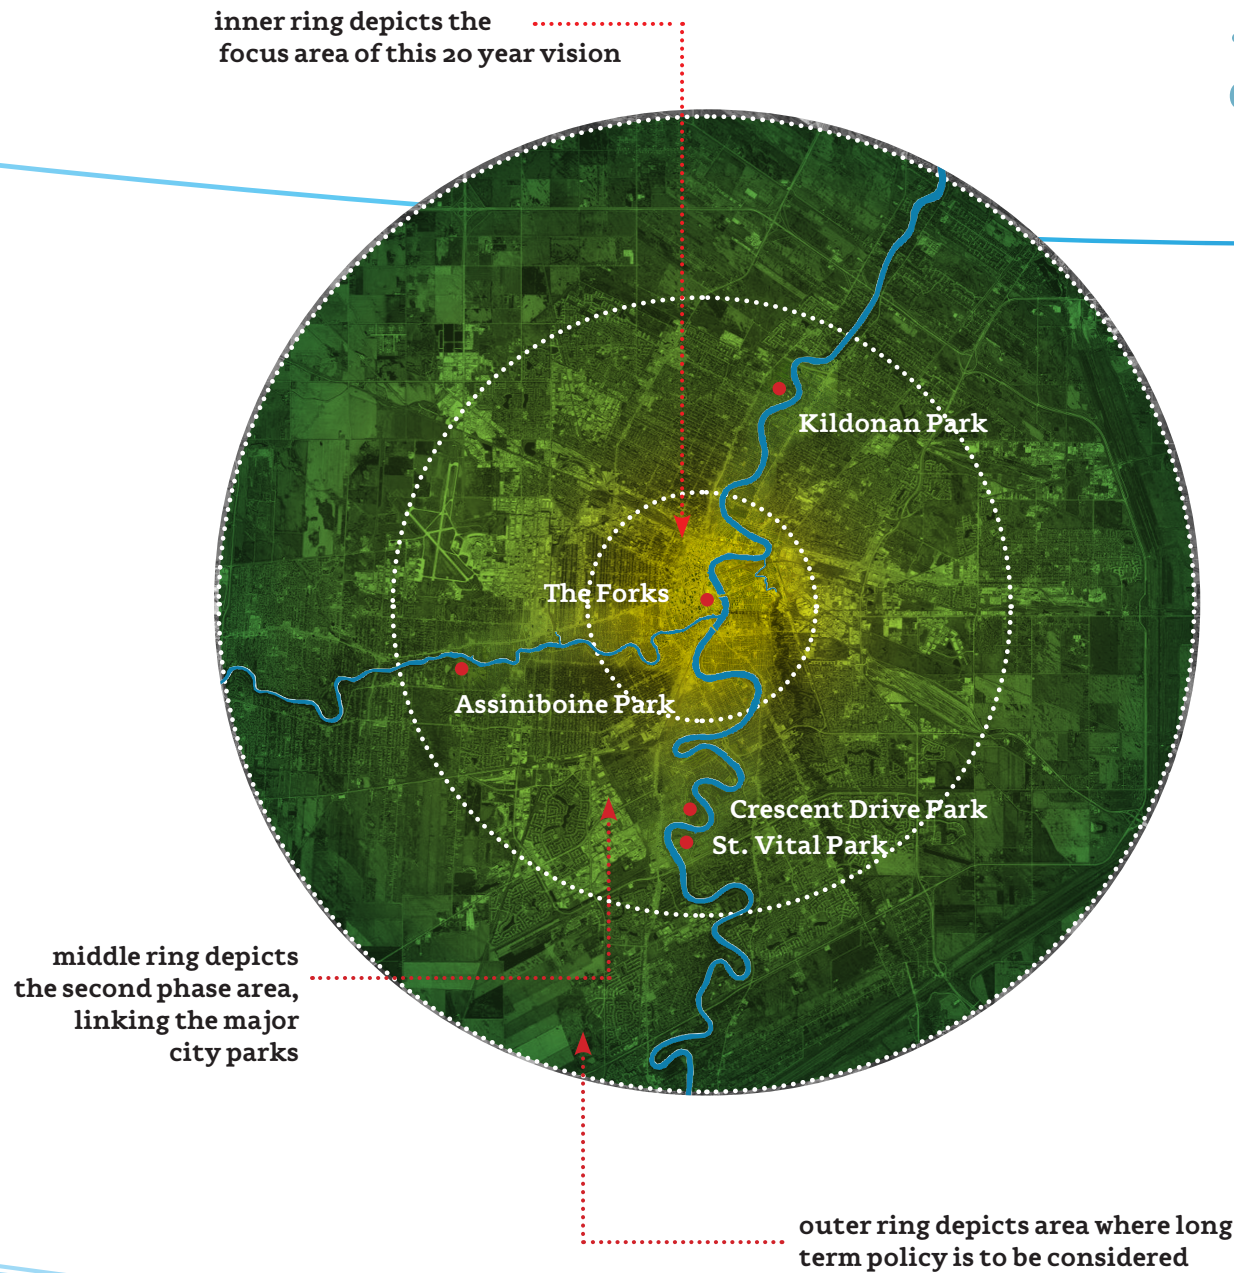 inner ring depicts the
focus area of this 20 year vision
Kildonan Park
The Forks
Assiniboine Park
Crescent Drive Park
St. Vital Park
middle ring depicts
the second phase area,
linking the major
city parks
outer ring depicts area where long
term policy is to be considered